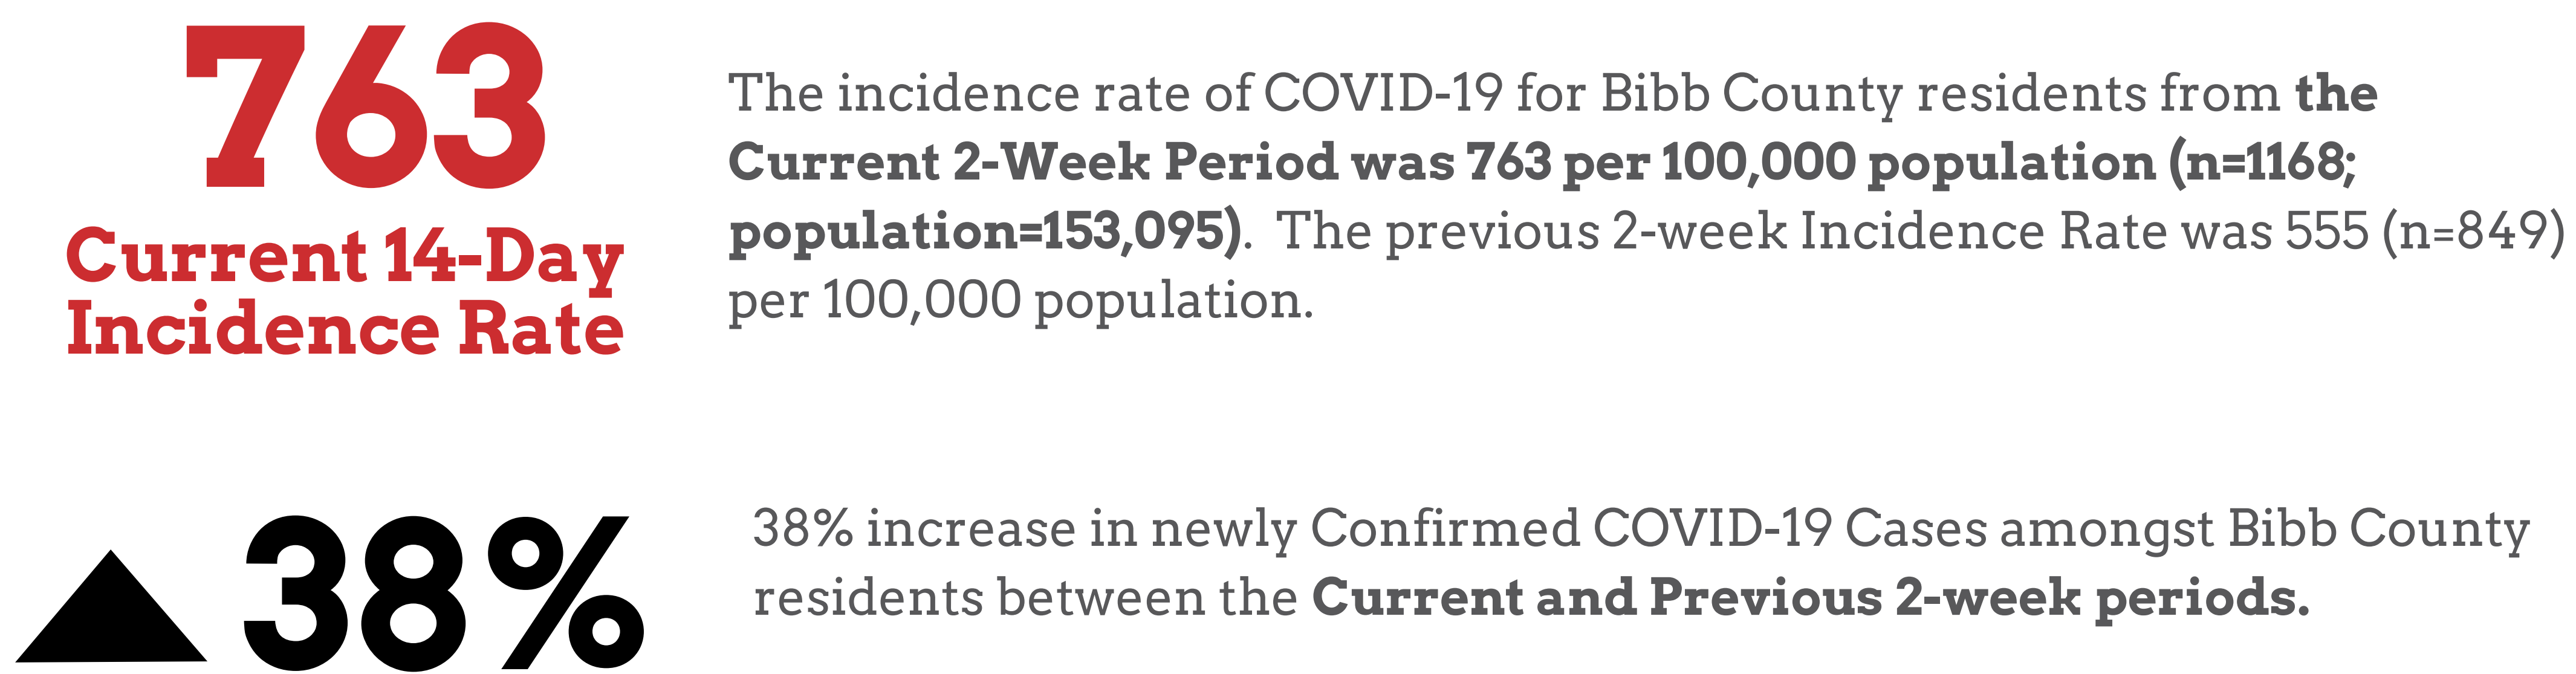 763
Current 14-Day
Incidence Rate
The incidence rate of COVID-19 for Bibb County residents from the
Current 2-Week Period was 763 per 100,000 population (n=1168;
population=153,095).  The previous 2-week Incidence Rate was 555 (n=849)
per 100,000 population.
38%
38% increase in newly Confirmed COVID-19 Cases amongst Bibb County
residents between the Current and Previous 2-week periods.